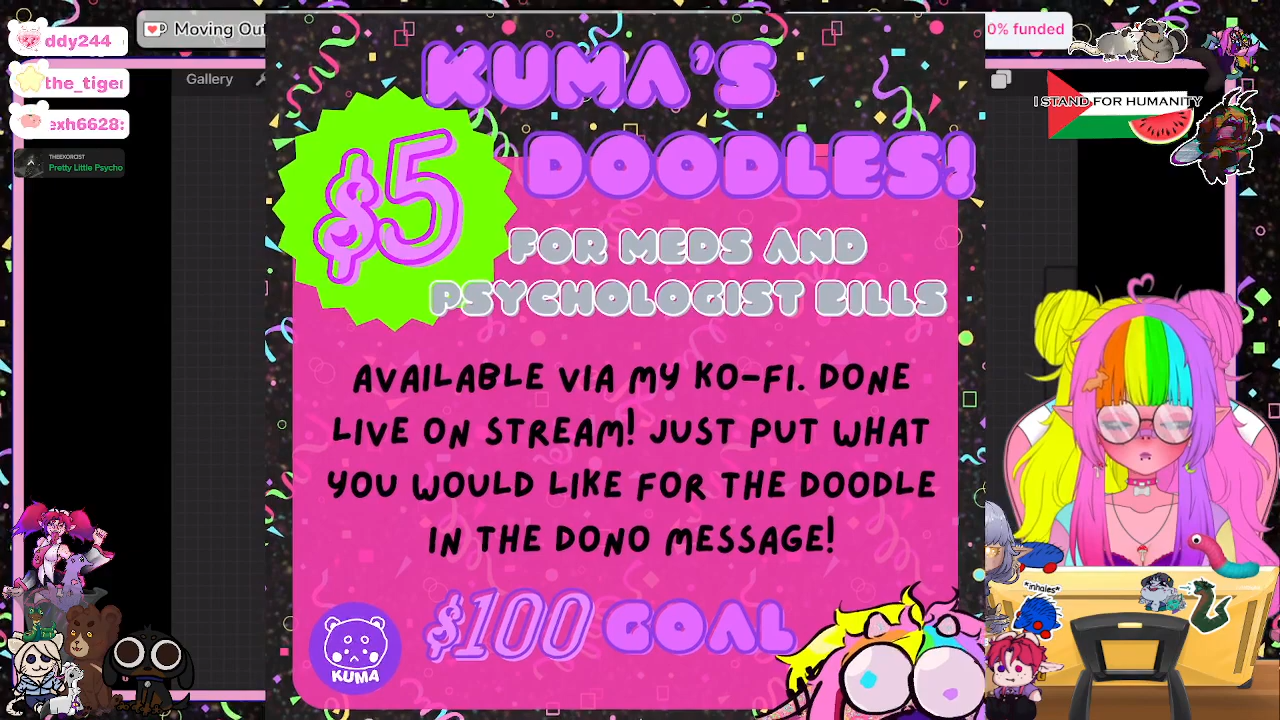 ddy244
Moving Out
0% funded
the_tiger
Gallery
exh6628:
THEEKORCIST
Pretty Little Psycho
I STAND FOR HUMANITY
KUMA'S
DOODLES!
$5
FOR MEDS AND
PSYCHOLOGIST BILLS
AVAILABLE VIA MY KO-FI. DONE
LIVE ON STREAM! JUST PUT WHAT
YOU WOULD LIKE FOR THE DOODLE
IN THE DONO MESSAGE!
$100 GOAL
KUMA
*inhales*